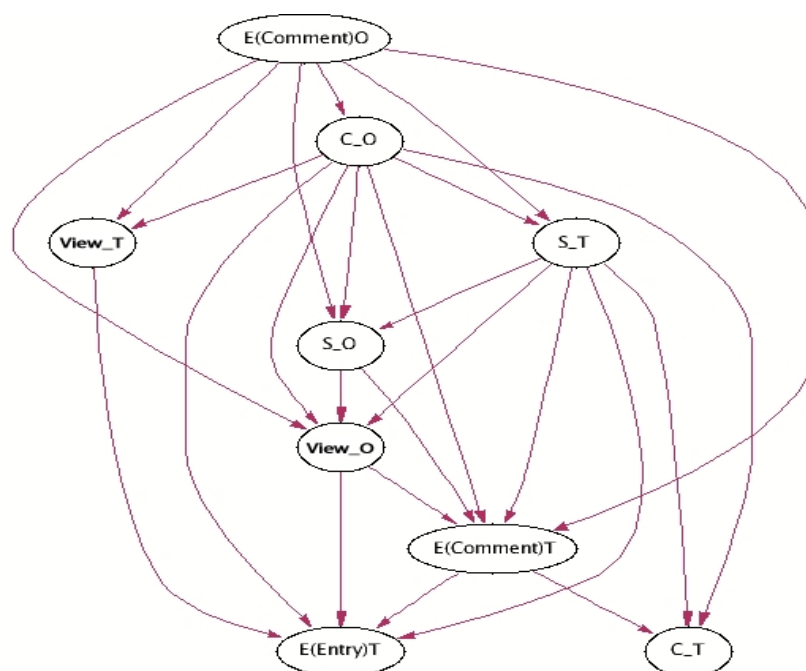 E(Comment)O
C_O
View_T
S_T
S_O
View_O
E(Comment)T
E(Entry)T
C_T